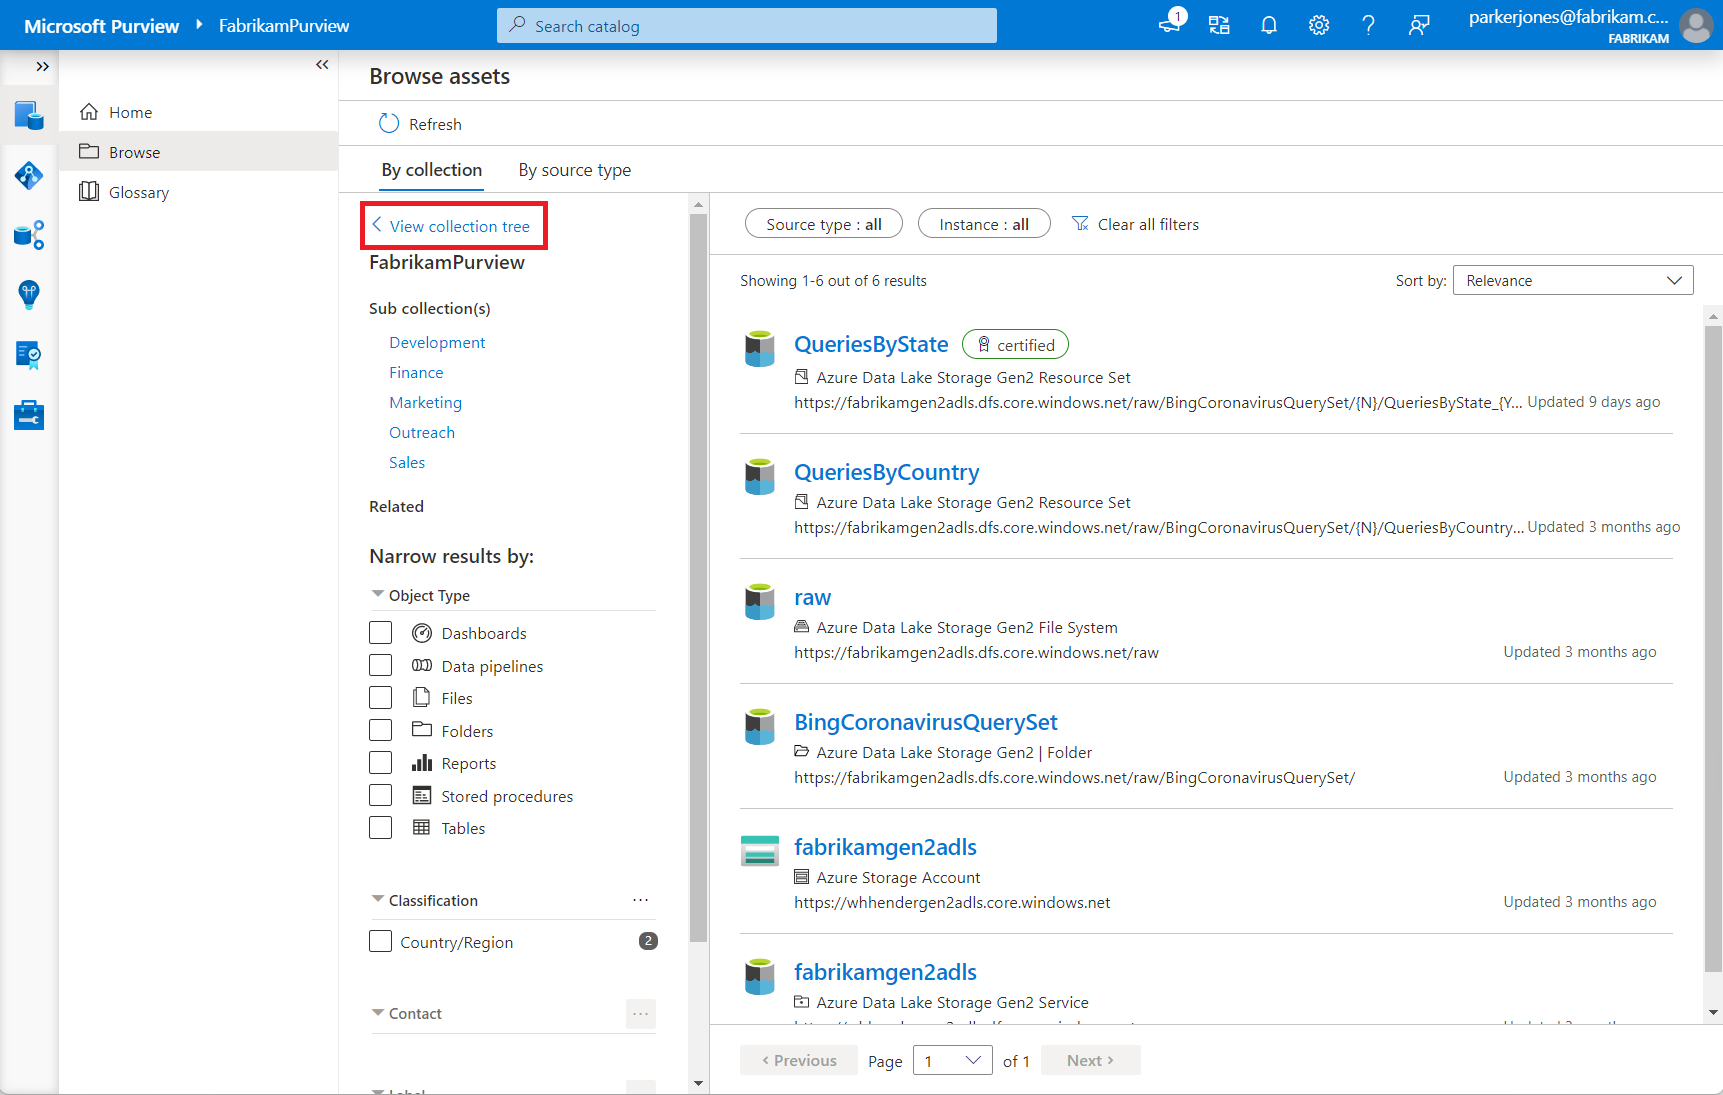 Microsoft Purview
FabrikamPurview
Search catalog
1
parkerjones@fabrikam.c...
FABRIKAM
Home
Browse
Glossary
Browse assets
Refresh
By collection
By source type
View collection tree
FabrikamPurview
Sub collection(s)
Development
Finance
Marketing
Outreach
Sales
Related
Narrow results by:
Object Type
Dashboards
Data pipelines
Files
Folders
Reports
Stored procedures
Tables
Classification
...
Country/Region
2
Contact
...
Source type : all
Instance : all
Clear all filters
Showing 1-6 out of 6 results
Sort by:
Relevance
QueriesByState
certified
Azure Data Lake Storage Gen2 Resource Set
https://fabrikamgen2adls.dfs.core.windows.net/raw/BingCoronavirusQuerySet/{N}/QueriesByState_{Y... Updated 9 days ago
QueriesByCountry
Azure Data Lake Storage Gen2 Resource Set
https://fabrikamgen2adls.dfs.core.windows.net/raw/BingCoronavirusQuerySet/{N}/QueriesByCountry... Updated 3 months ago
raw
Azure Data Lake Storage Gen2 File System
https://fabrikamgen2adls.dfs.core.windows.net/raw Updated 3 months ago
BingCoronavirusQuerySet
Azure Data Lake Storage Gen2 | Folder
https://fabrikamgen2adls.dfs.core.windows.net/raw/BingCoronavirusQuerySet/ Updated 3 months ago
fabrikamgen2adls
Azure Storage Account
https://whhendergen2adls.core.windows.net Updated 3 months ago
fabrikamgen2adls
Azure Data Lake Storage Gen2 Service
< Previous
Page
1
of 1
Next >